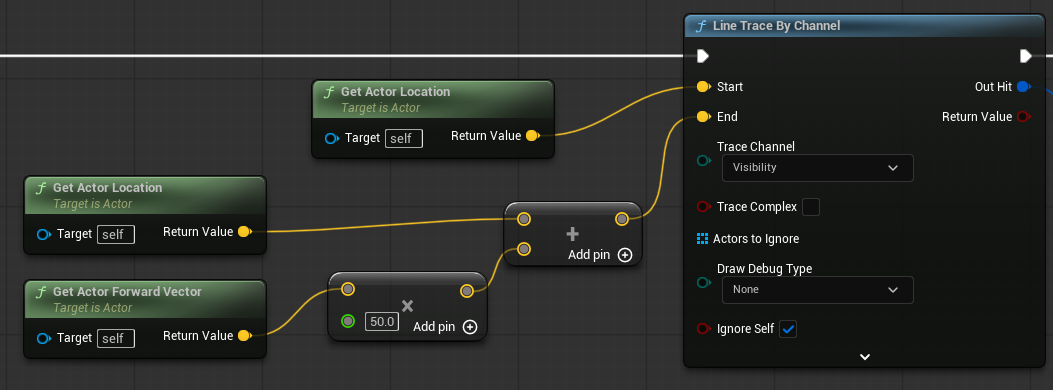 Line Trace By Channel
Get Actor Location
Target is Actor
Target self Return Value
Start Out Hit
End Return Value
Trace Channel
Visibility
Trace Complex
Actors to Ignore
Draw Debug Type
None
Ignore Self
Get Actor Location
Target is Actor
Target self Return Value
Add pin
Get Actor Forward Vector
Target is Actor
Target self Return Value
50.0 Add pin